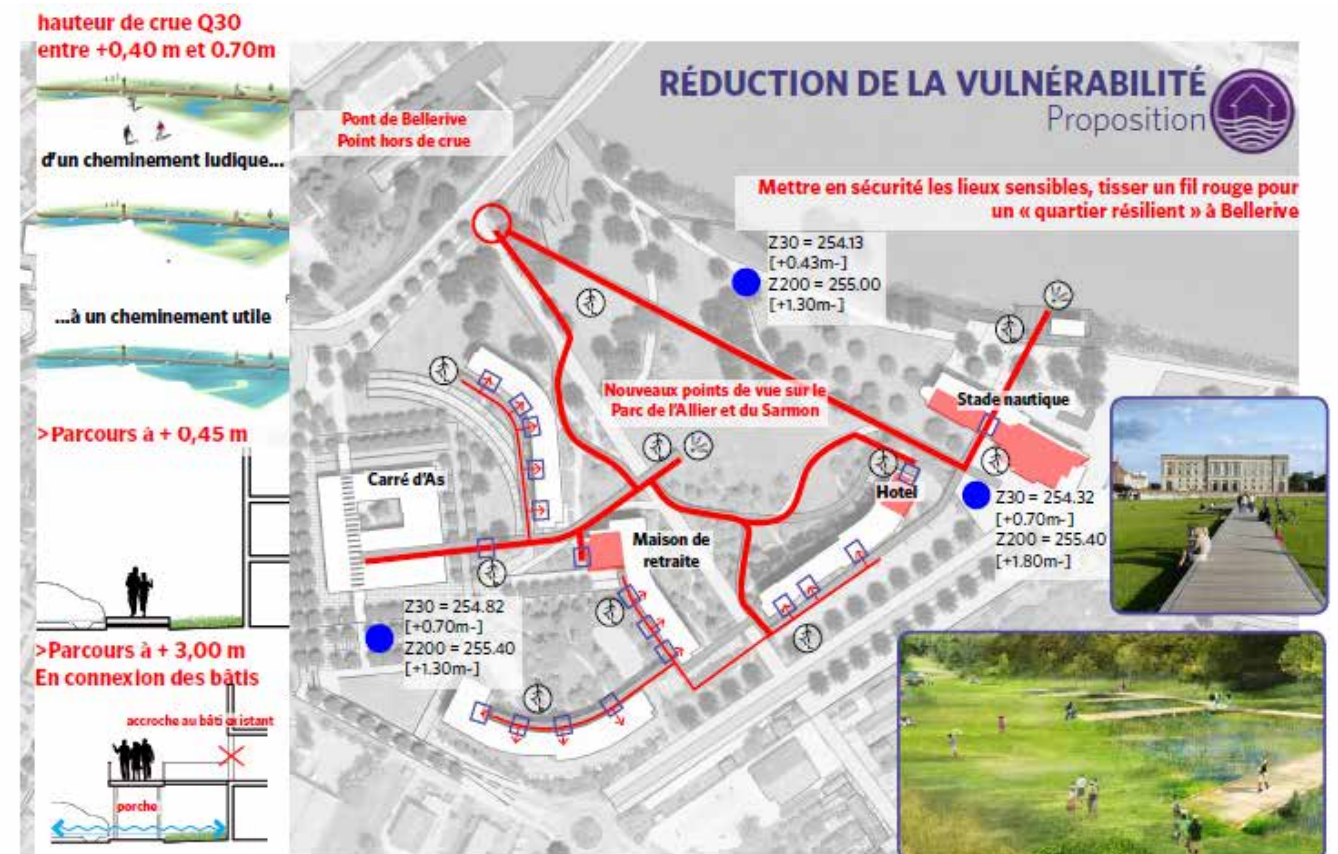 hauteur de crue Q30
entre +0,40 m et 0.70m
d'un cheminement ludique...
...à un cheminement utile
>Parcours à + 0,45 m
>Parcours à + 3,00 m
En connexion des bâtis
accroche au bâti existant
porche
RÉDUCTION DE LA VULNÉRABILITÉ
Proposition
Pont de Bellerive
Point hors de crue
Mettre en sécurité les lieux sensibles, tisser un fil rouge pour
un « quartier résilient » à Bellerive
Z30 = 254.13
[+0.43m-]
Z200 = 255.00
[+1.30m-]
Nouveaux points de vue sur le
Parc de l'Allier et du Sarmon
Stade nautique
Carré d'As
Hotel
Z30 = 254.32
[+0.70m-]
Z200 = 255.40
[+1.80m-]
Maison de
retraite
Z30 = 254.82
[+0.70m-]
Z200 = 255.40
[+1.30m-]